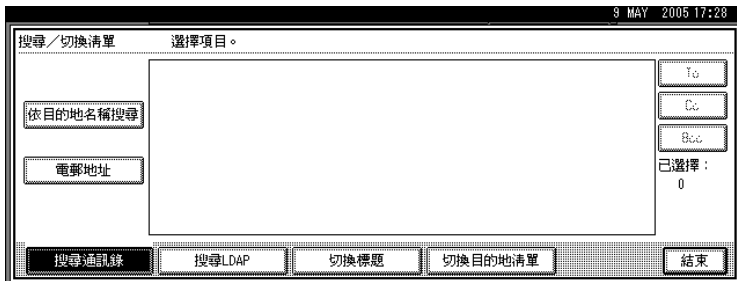 9 MAY 2005 17:28
搜尋／切換清單 選擇項目。
To
依目的地名稱搜尋
Cc
Bcc
電郵地址
已選擇：
0
搜尋通訊錄 搜尋LDAP 切換標題 切換目的地清單 結束